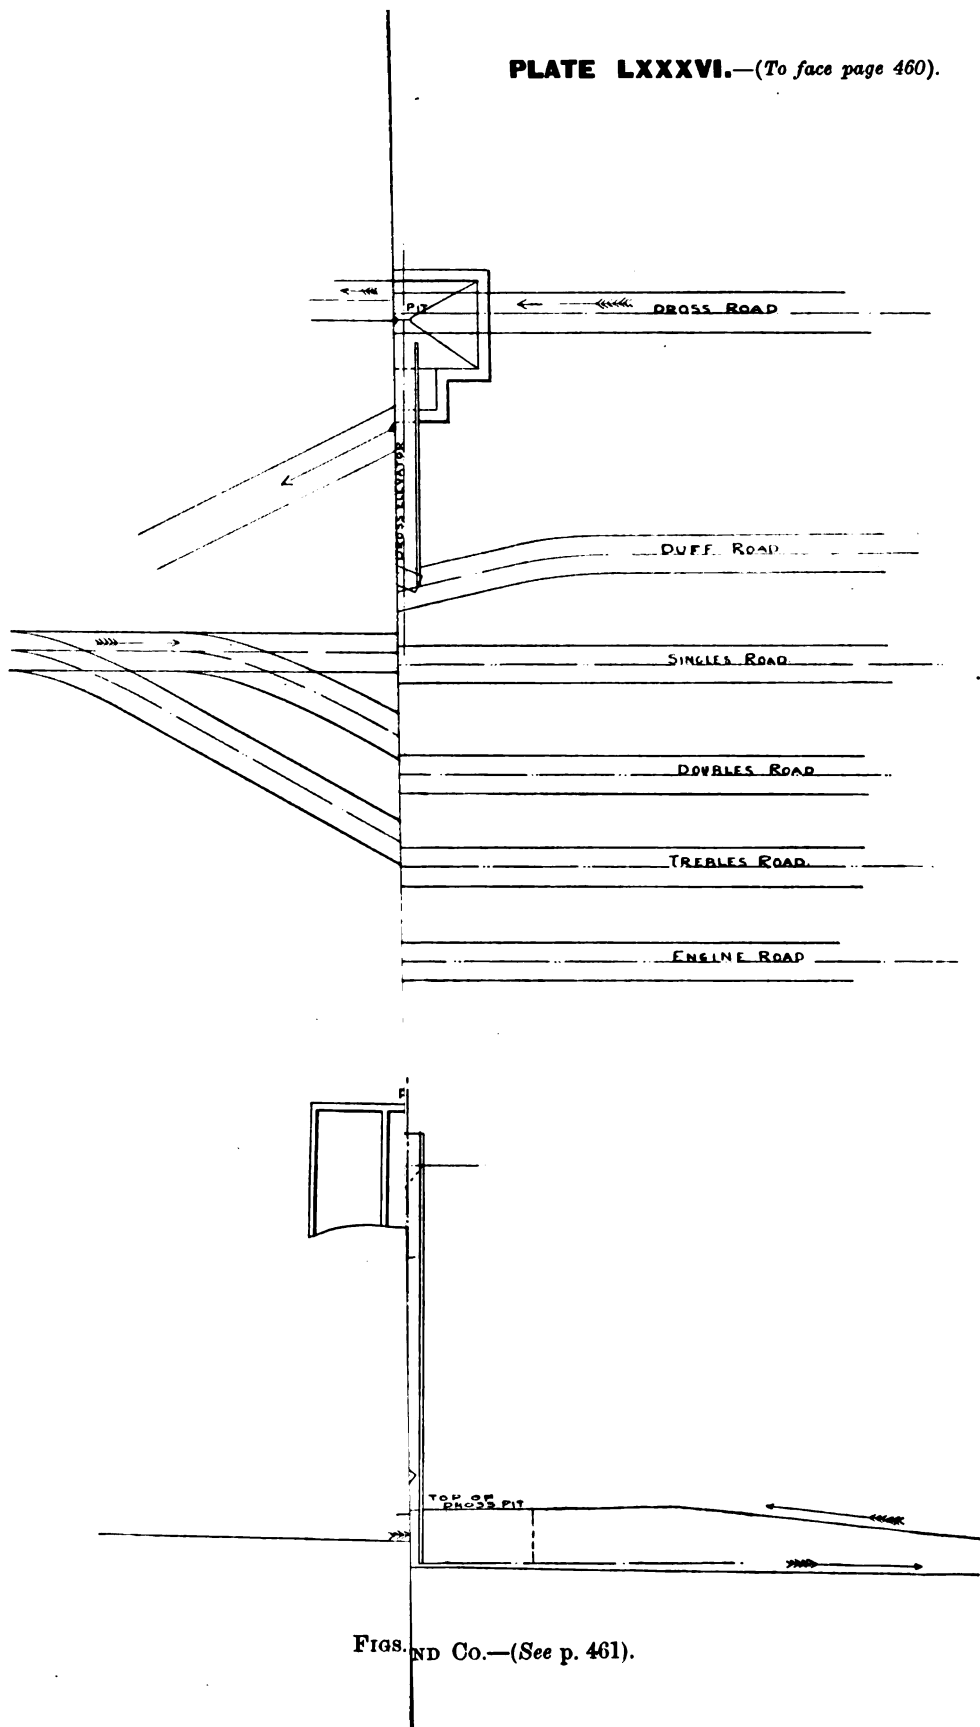 PLATE LXXXVI.—(To face page 460).
PIT
DROSS ROAD
DROSS ELEVATOR
DUFF ROAD
SINGLES ROAD
DOUBLES ROAD
TREBLES ROAD.
ENGINE ROAD
TOP OF
DROSS PIT
FIGS.
ND CO.—(See p. 461).